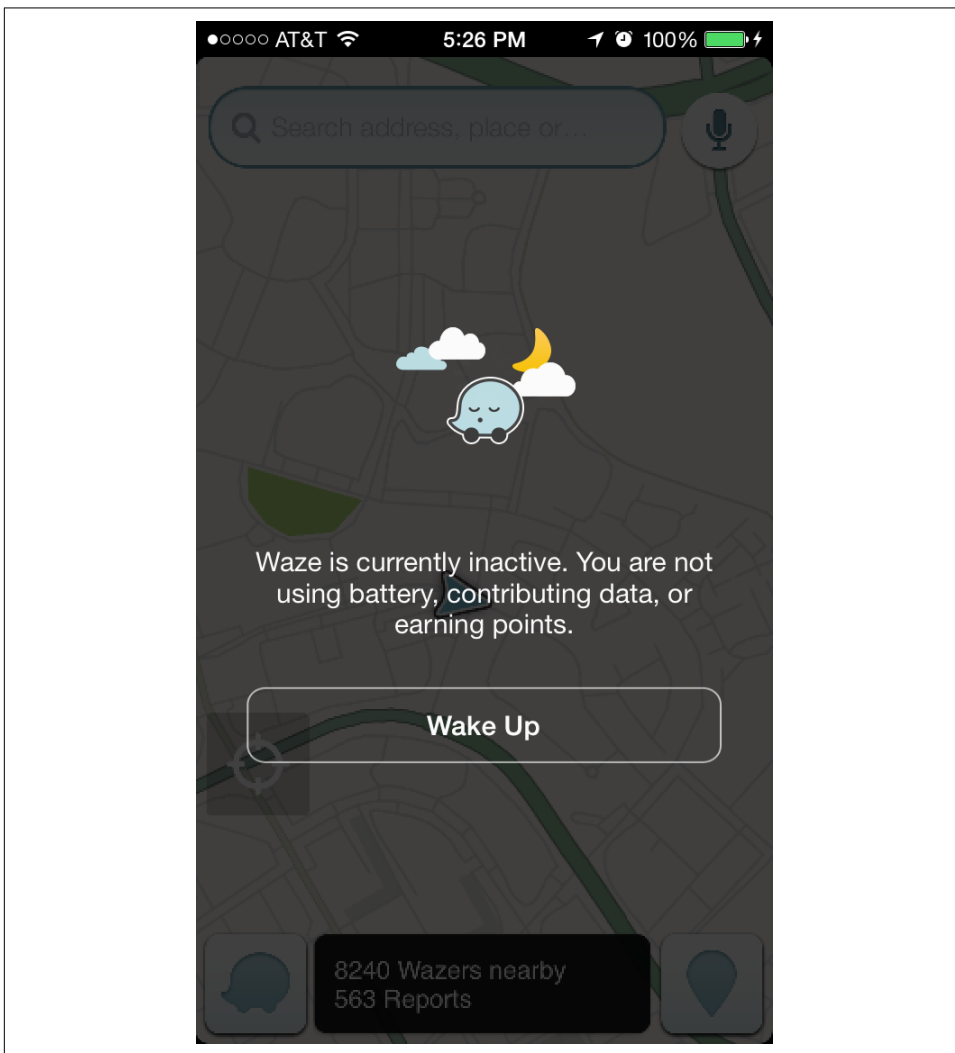 AT&T 5:26 PM 100%
Search address, place or...
Waze is currently inactive. You are not
using battery, contributing data, or
earning points.
Wake Up
8240 Wazers nearby
563 Reports